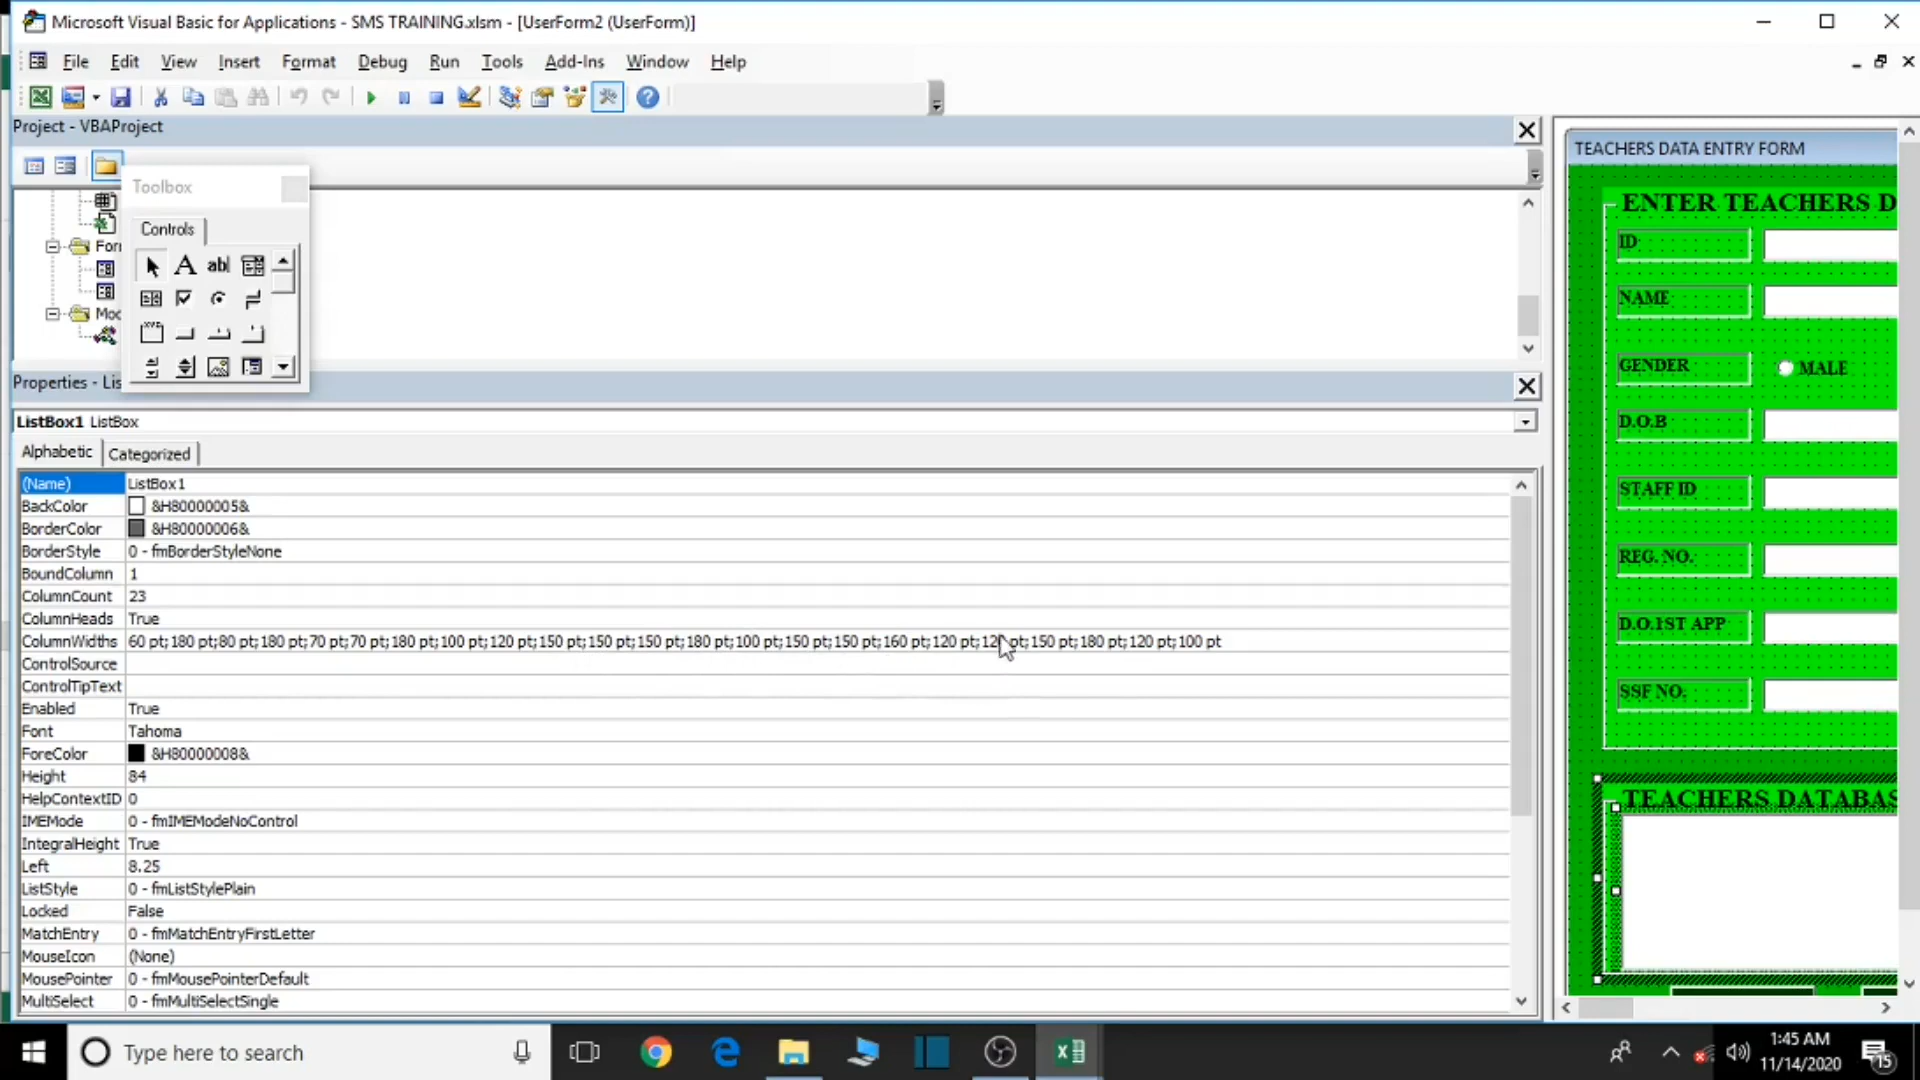 Microsoft Visual Basic for Applications - SMS TRAINING.xlsm - [UserForm2 (UserForm)]
File Edit View Insert Format Debug Run Tools Add-Ins Window Help
Project - VBAProject
Toolbox
Controls
Properties - Lis
ListBox1 ListBox
Alphabetic Categorized
(Name) ListBox1
BackColor &H80000005&
BorderColor &H80000006&
BorderStyle 0 - fmBorderStyleNone
BoundColumn 1
ColumnCount 23
ColumnHeads True
ColumnWidths 60 pt;180 pt;80 pt;180 pt;70 pt;70 pt;180 pt;100 pt;120 pt;150 pt;150 pt;150 pt;180 pt;100 pt;150 pt;150 pt;160 pt;120 pt;120 pt;150 pt;180 pt;120 pt;100 pt
ControlSource
ControlTipText
Enabled True
Font Tahoma
ForeColor &H80000008&
Height 84
HelpContextID 0
IMEMode 0 - fmIMEModeNoControl
IntegralHeight True
Left 8.25
ListStyle 0 - fmListStylePlain
Locked False
MatchEntry 0 - fmMatchEntryFirstLetter
MouseIcon (None)
MousePointer 0 - fmMousePointerDefault
MultiSelect 0 - fmMultiSelectSingle
TEACHERS DATA ENTRY FORM
ENTER TEACHERS D
ID
NAME
GENDER MALE
D.O.B
STAFF ID
REG. NO.
D.O.1ST APP
SSF NO.
TEACHERS DATABAS
Type here to search
1:45 AM
11/14/2020
15